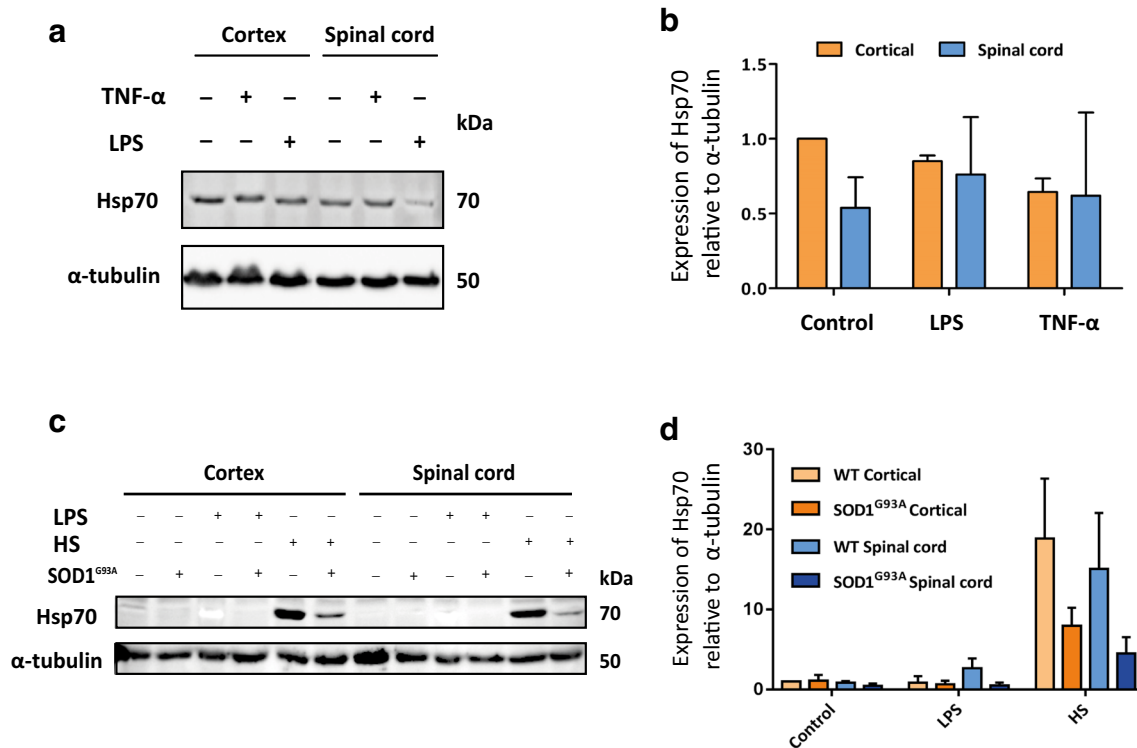 a
Cortex Spinal cord
TNF-α – + – – + –
kDa
LPS – – + – – +
Hsp70 70
α-tubulin 50
b
Cortical Spinal cord
Expression of Hsp70
relative to α-tubulin
1.5
1.0
0.5
0.0
Control LPS TNF-α
c
Cortex Spinal cord
LPS – – + + – – – – + + – –
HS – – – – + + – – – – + +
SOD1G93A – + – + – + – + – + – +
kDa
Hsp70 70
α-tubulin 50
d
WT Cortical
SOD1G93A Cortical
WT Spinal cord
SOD1G93A Spinal cord
Expression of Hsp70
relative to α-tubulin
30
20
10
0
Control LPS HS